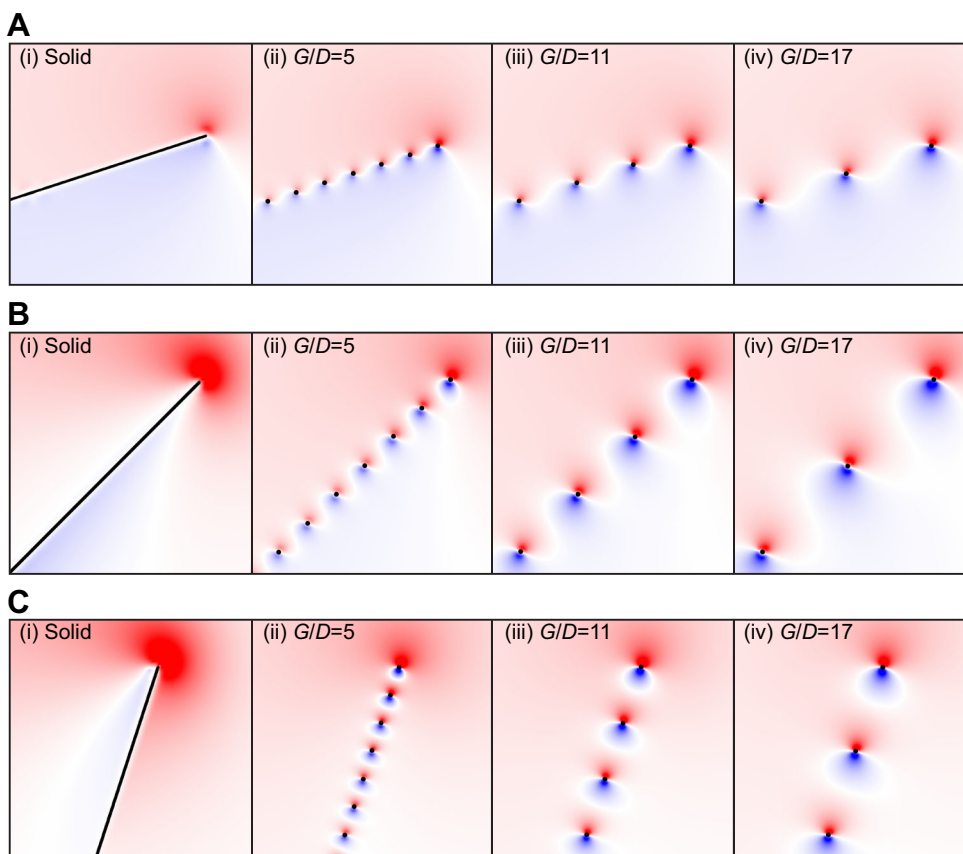 A
(i) Solid
(ii) G/D=5
(iii) G/D=11
(iv) G/D=17
B
(i) Solid
(ii) G/D=5
(iii) G/D=11
(iv) G/D=17
C
(i) Solid
(ii) G/D=5
(iii) G/D=11
(iv) G/D=17